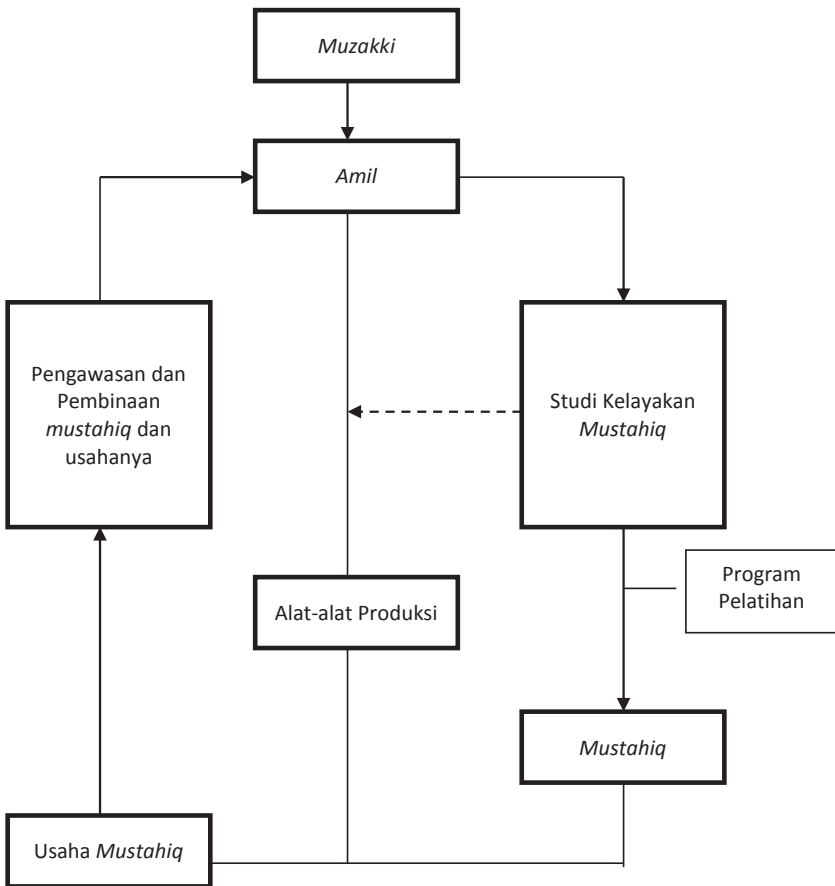 Muzakki
Amil
Pengawasan dan
Pembinaan
mustahiq dan
usahanya
Studi Kelayakan
Mustahiq
Program
Pelatihan
Alat-alat Produksi
Mustahiq
Usaha Mustahiq